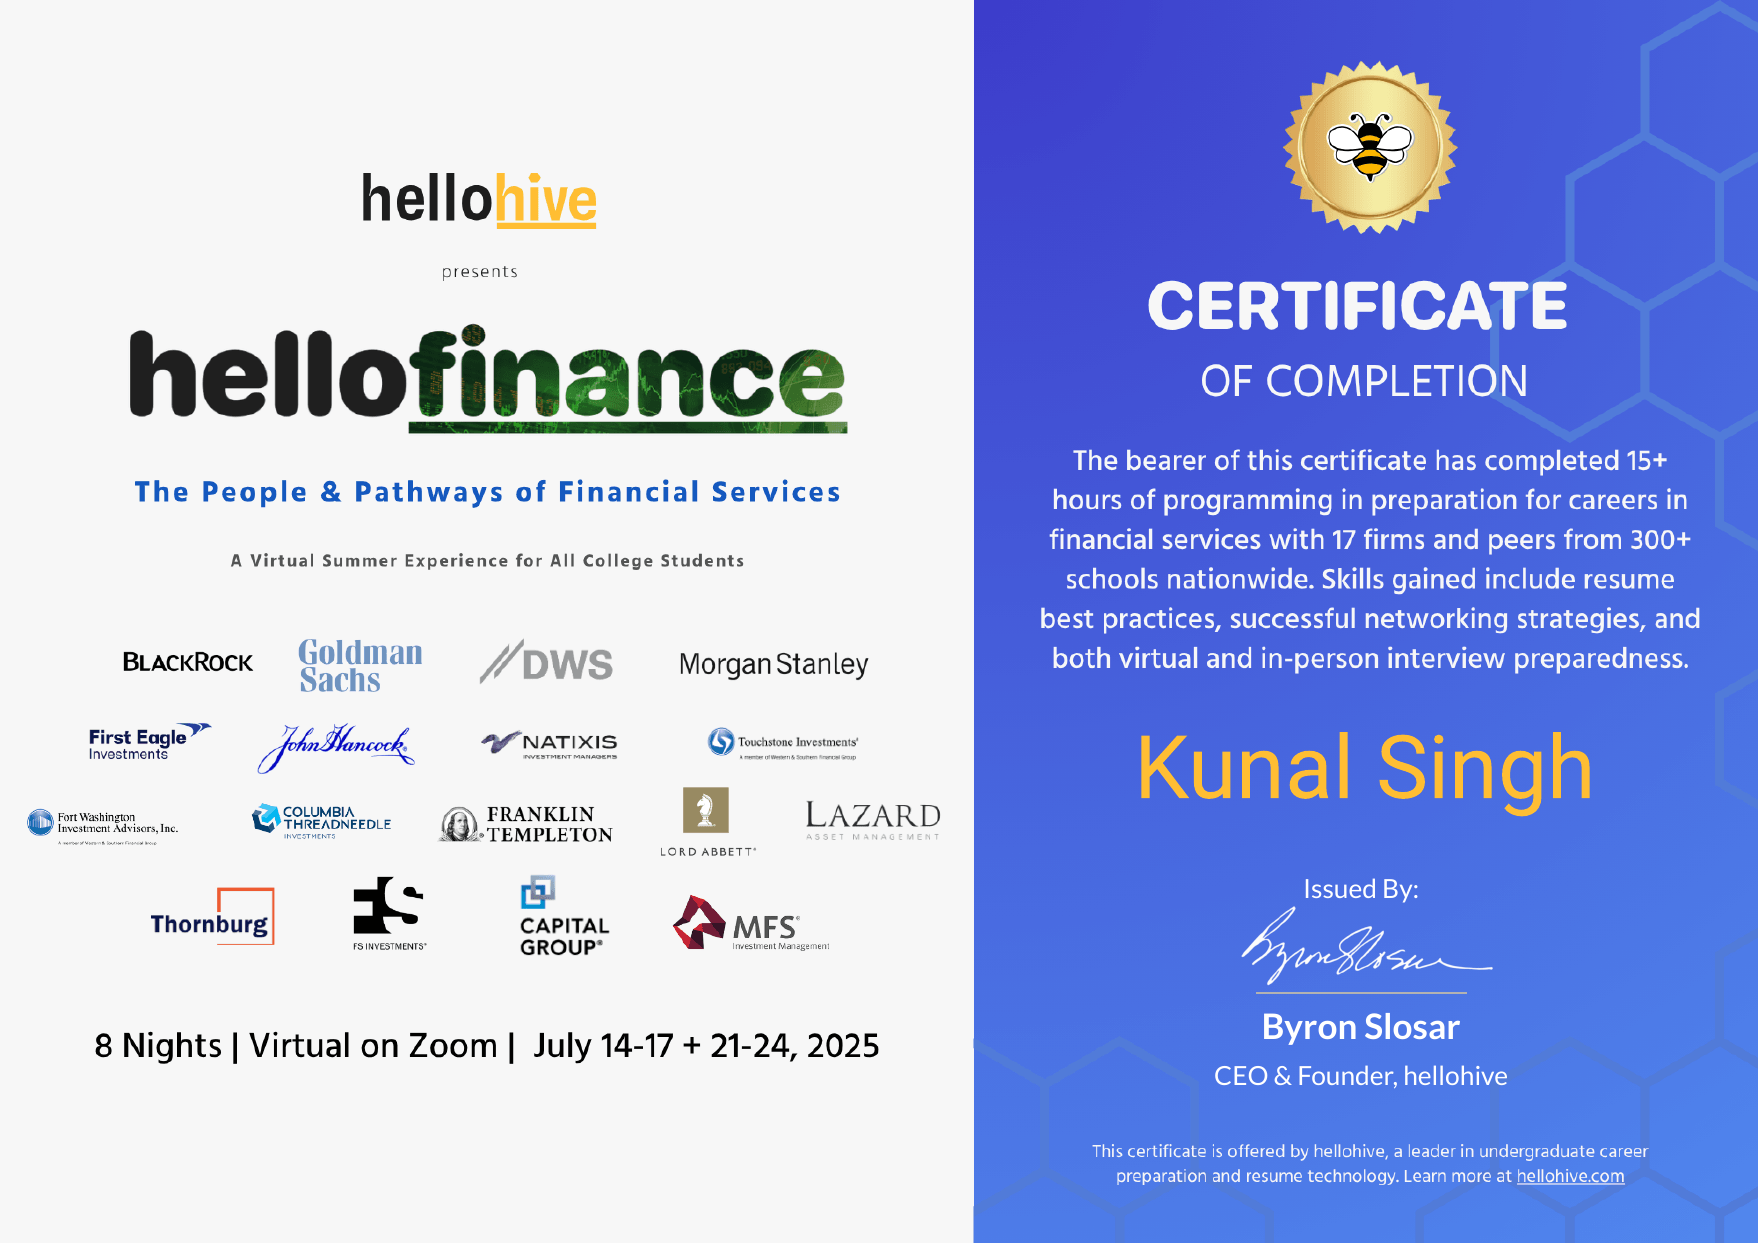 hellohive
presents
hellofinance
The People & Pathways of Financial Services
A Virtual Summer Experience for All College Students
BLACKROCK
Goldman
Sachs
DWS
Morgan Stanley
First Eagle
Investments
John Hancock®
NATIXIS
INVESTMENT MANAGERS
Touchstone Investments®
A member of Western & Southern Financial Group
Fort Washington
Investment Advisors, Inc.
A member of Western & Southern Financial Group
COLUMBIA
THREADNEEDLE
INVESTMENTS
FRANKLIN
TEMPLETON
LORD ABBETT®
LAZARD
ASSET MANAGEMENT
Thornburg
FS
FS INVESTMENTS®
CAPITAL
GROUP®
MFS®
Investment Management
8 Nights | Virtual on Zoom | July 14-17 + 21-24, 2025
CERTIFICATE
OF COMPLETION
The bearer of this certificate has completed 15+
hours of programming in preparation for careers in
financial services with 17 firms and peers from 300+
schools nationwide. Skills gained include resume
best practices, successful networking strategies, and
both virtual and in-person interview preparedness.
Kunal Singh
Issued By:
Byron Slosar
Byron Slosar
CEO & Founder, hellohive
This certificate is offered by hellohive, a leader in undergraduate career
preparation and resume technology. Learn more at hellohive.com